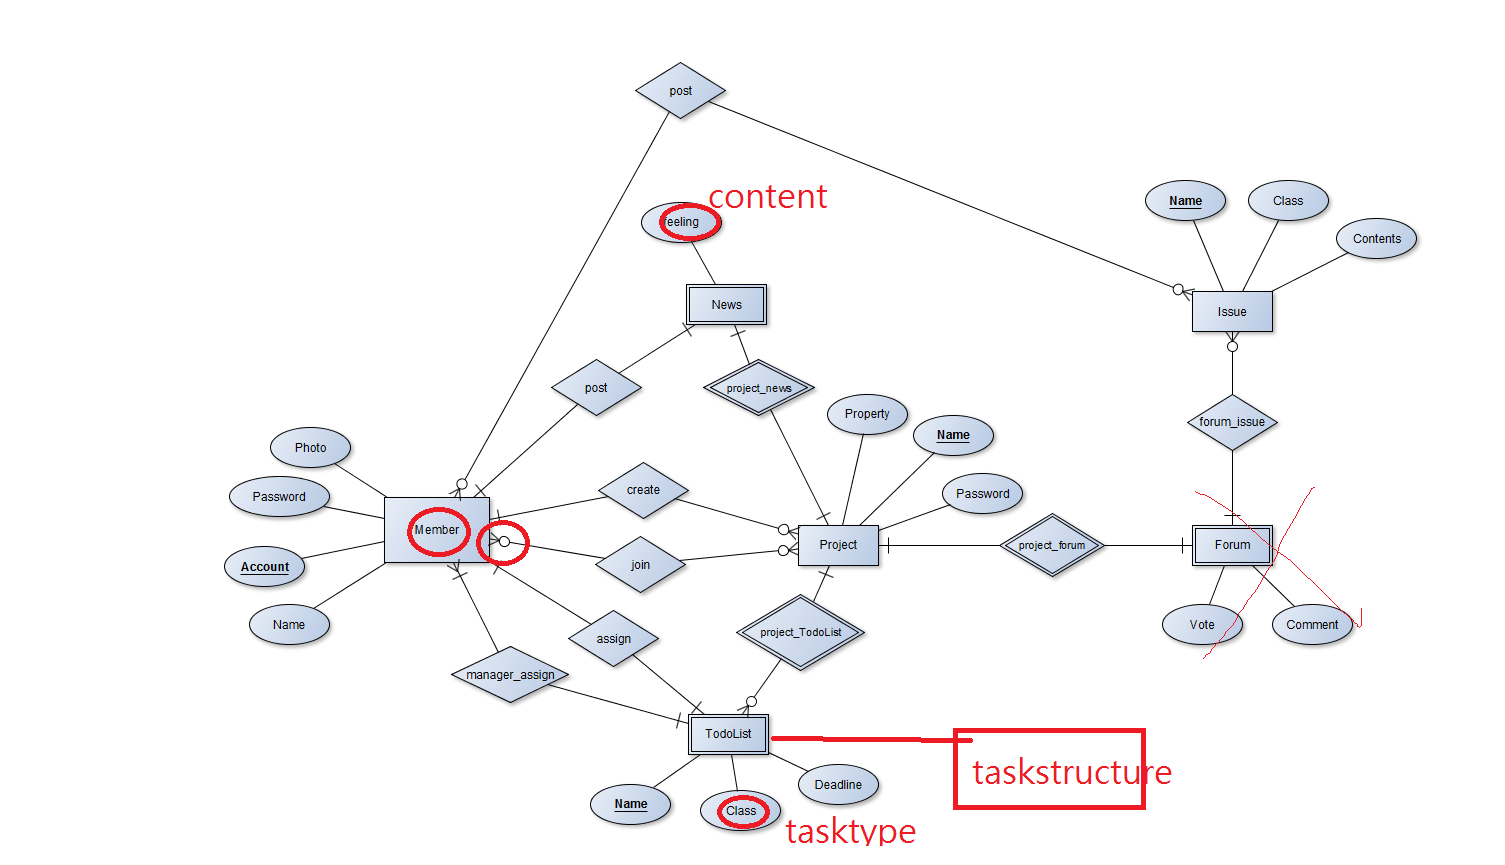 post
content
feeling
Name
Class
Contents
News
Issue
post
project_news
Property
Name
forum_issue
Photo
Password
create
Password
Member
Project
project_forum
Forum
Account
join
Name
assign
project_TodoList
Vote
Comment
manager_assign
TodoList
taskstructure
Name
Class
Deadline
tasktype